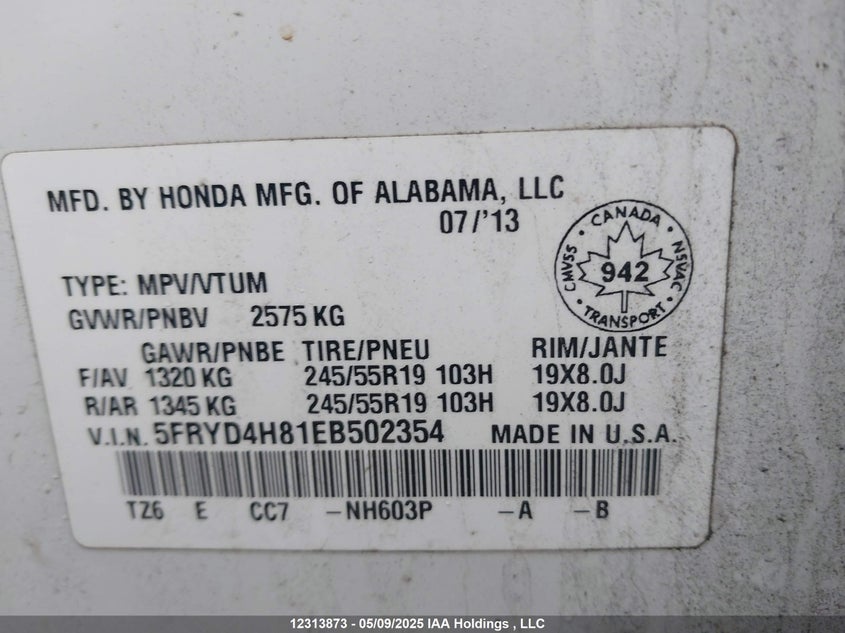 MFD. BY HONDA MFG. OF ALABAMA, LLC
07/'13
CANADA
CMVSS
NSVAC
942
TRANSPORT
TYPE: MPV/VTUM
GVWR/PNBV 2575 KG
GAWR/PNBE TIRE/PNEU RIM/JANTE
F/AV 1320 KG 245/55R19 103H 19X8.0J
R/AR 1345 KG 245/55R19 103H 19X8.0J
V.I.N. 5FRYD4H81EB502354 MADE IN U.S.A.
TZ6 E CC7 -NH603P -A -B
12313873 - 05/09/2025 IAA Holdings , LLC